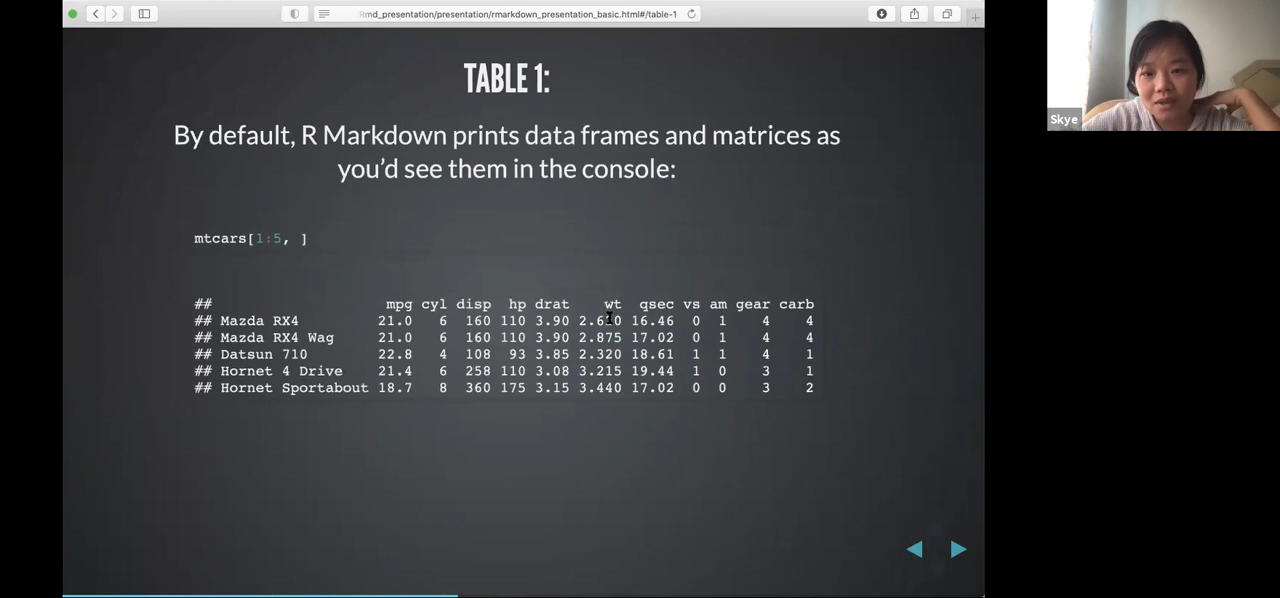 Rmd_presentation/presentation/rmarkdown_presentation_basic.html#/table-1
Skye
TABLE 1:
By default, R Markdown prints data frames and matrices as
you’d see them in the console:
mtcars[1:5, ]
## mpg cyl disp hp drat wt qsec vs am gear carb
## Mazda RX4 21.0 6 160 110 3.90 2.620 16.46 0 1 4 4
## Mazda RX4 Wag 21.0 6 160 110 3.90 2.875 17.02 0 1 4 4
## Datsun 710 22.8 4 108 93 3.85 2.320 18.61 1 1 4 1
## Hornet 4 Drive 21.4 6 258 110 3.08 3.215 19.44 1 0 3 1
## Hornet Sportabout 18.7 8 360 175 3.15 3.440 17.02 0 0 3 2